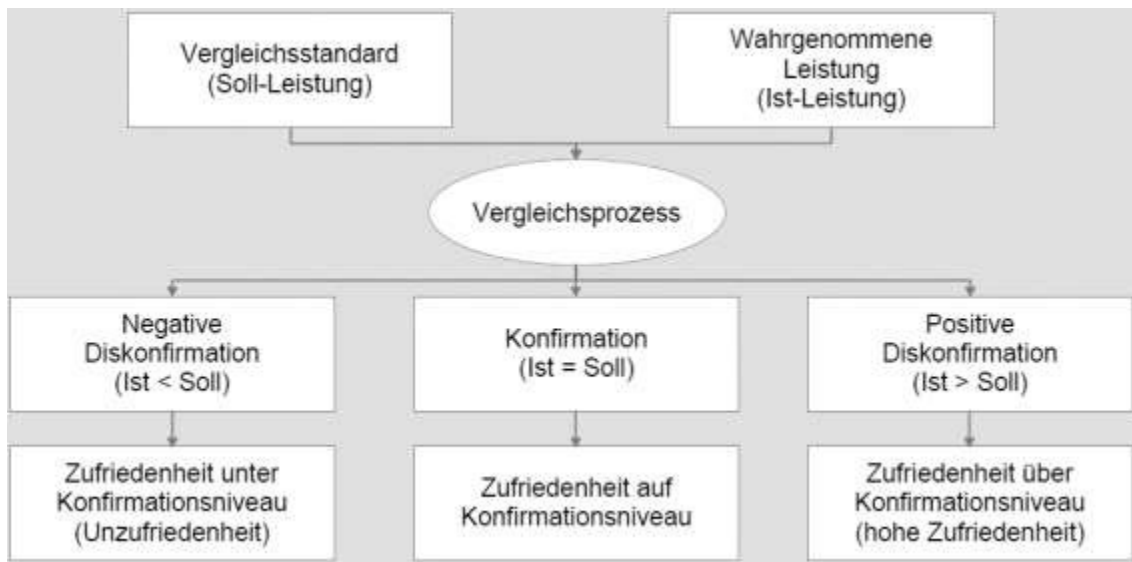 Vergleichsstandard
(Soll-Leistung)
Wahrgenommene
Leistung
(Ist-Leistung)
Vergleichsprozess
Negative
Diskonfirmation
(Ist < Soll)
Konfirmation
(Ist = Soll)
Positive
Diskonfirmation
(Ist > Soll)
Zufriedenheit unter
Konfirmationsniveau
(Unzufriedenheit)
Zufriedenheit auf
Konfirmationsniveau
Zufriedenheit über
Konfirmationsniveau
(hohe Zufriedenheit)